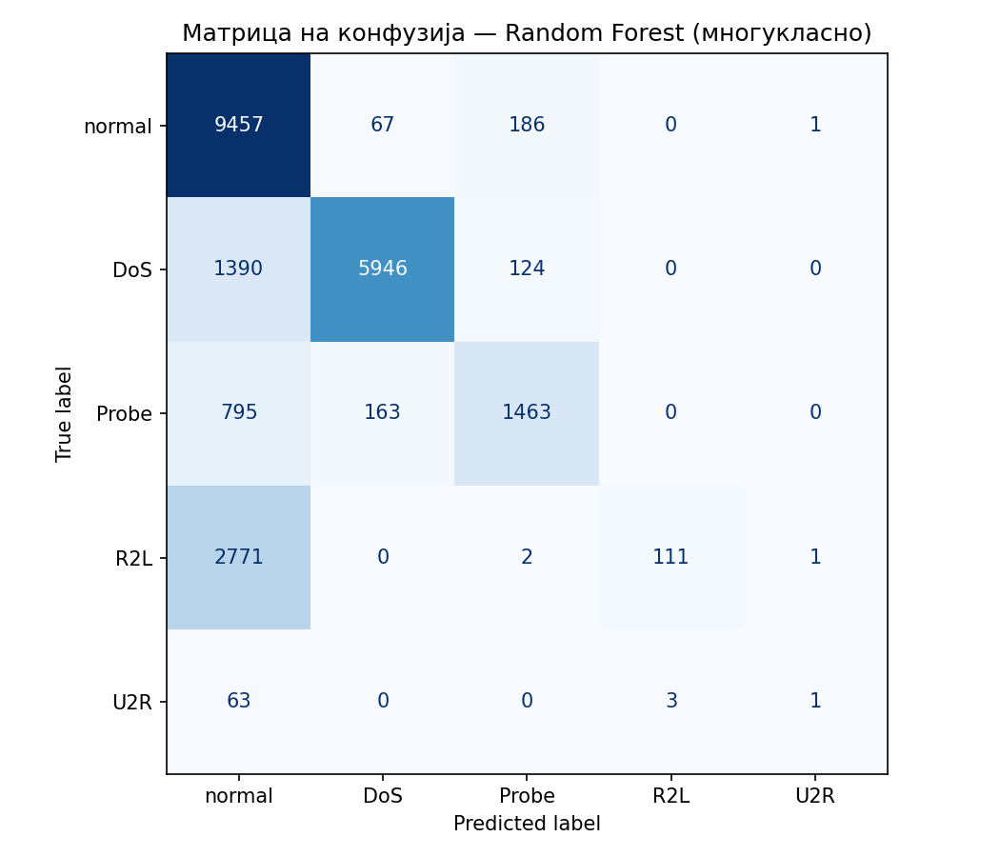 Матрица на конфузија — Random Forest (многукласно)
normal 9457 67 186 0 1
DoS 1390 5946 124 0 0
Probe 795 163 1463 0 0
R2L 2771 0 2 111 1
U2R 63 0 0 3 1
True label
normal DoS Probe R2L U2R
Predicted label